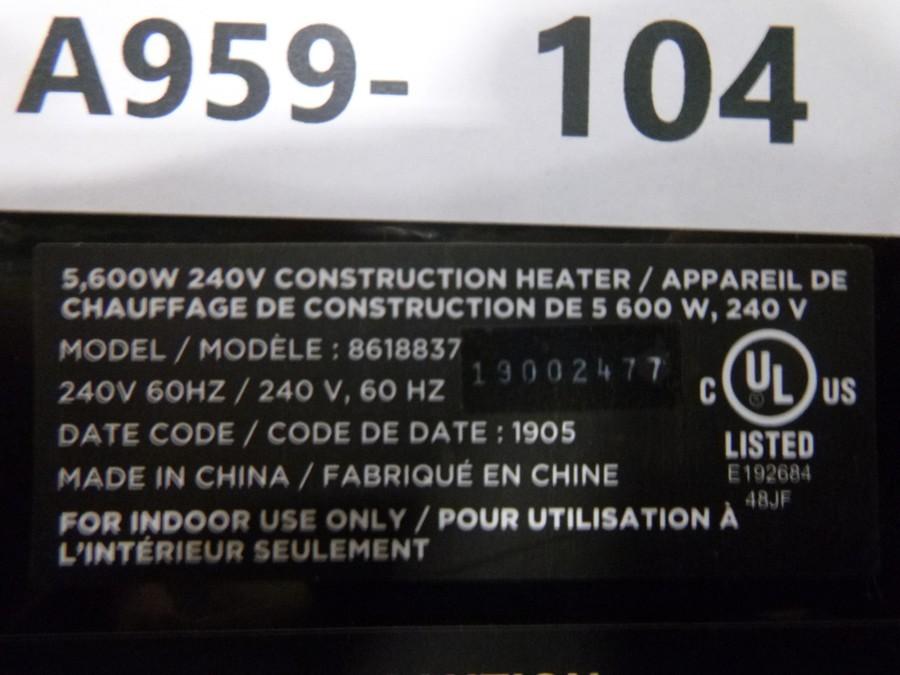 A959- 104
5,600W 240V CONSTRUCTION HEATER / APPAREIL DE
CHAUFFAGE DE CONSTRUCTION DE 5 600 W, 240 V
MODEL / MODÈLE : 8618837
19002477
240V 60HZ / 240 V, 60 HZ
DATE CODE / CODE DE DATE : 1905
MADE IN CHINA / FABRIQUÉ EN CHINE
FOR INDOOR USE ONLY / POUR UTILISATION À
L'INTÉRIEUR SEULEMENT
C UL US
LISTED
E192684
48JF